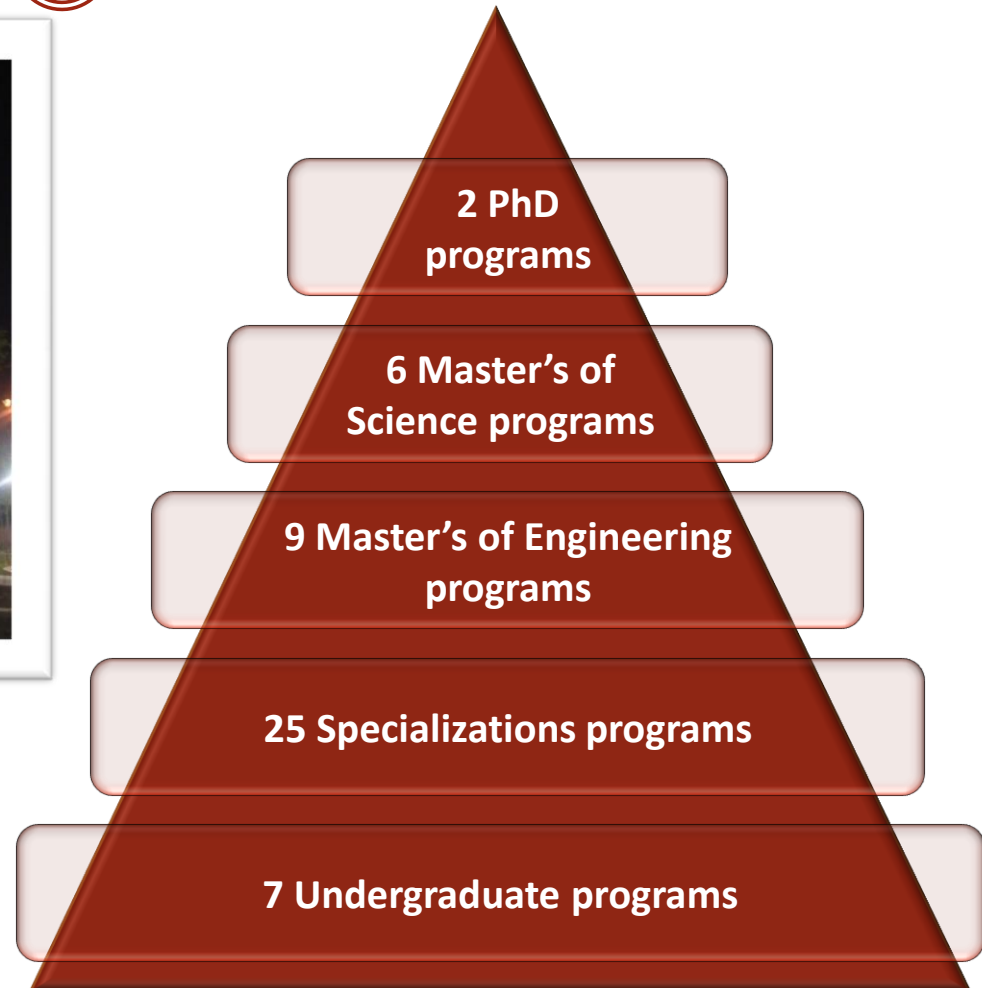 2 PhD
programs
6 Master’s of
Science programs
9 Master’s of Engineering
programs
25 Specializations programs
7 Undergraduate programs